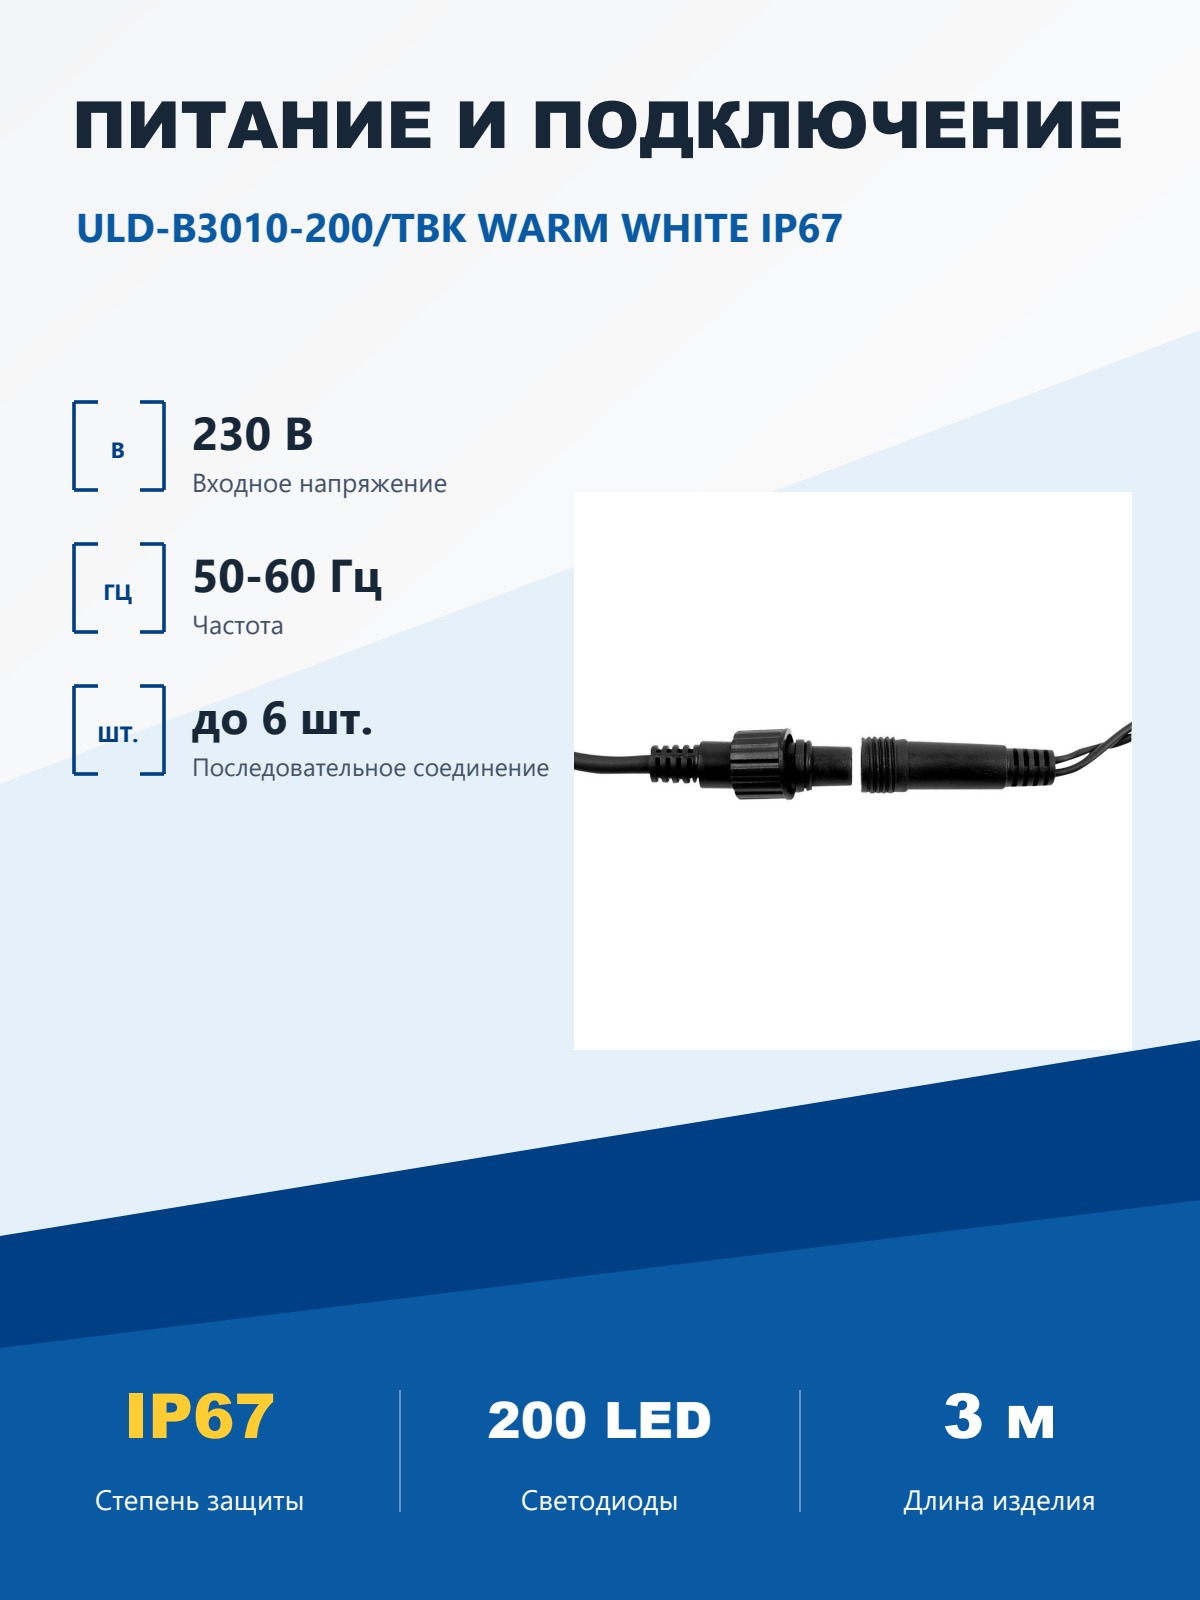 ПИТАНИЕ И ПОДКЛЮЧЕНИЕ
ULD-B3010-200/TBK WARM WHITE IP67
В
230 В
Входное напряжение
ГЦ
50-60 Гц
Частота
ШТ.
до 6 шт.
Последовательное соединение
IP67
Степень защиты
200 LED
Светодиоды
3 м
Длина изделия